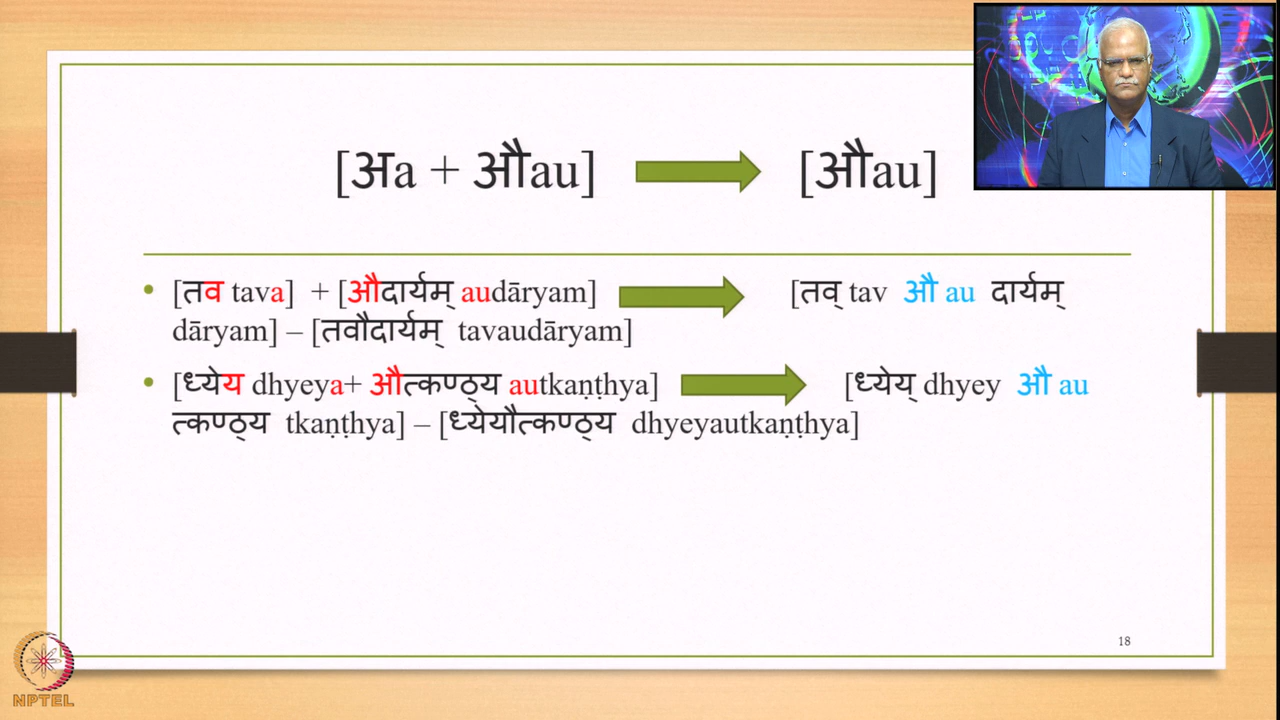 [अa + औau] [औau]
[तव tava] + [औदार्यम् audāryam] [तव् tav औ au दार्यम्
dāryam] – [तवौदार्यम् tavaudāryam]
[ध्येय dhyeya+ औत्कण्ठ्य autkaṇṭhya] [ध्येय् dhyey औ au
त्कण्ठ्य tkaṇṭhya] – [ध्येयौत्कण्ठ्य dhyeyautkaṇṭhya]
18
NPTEL